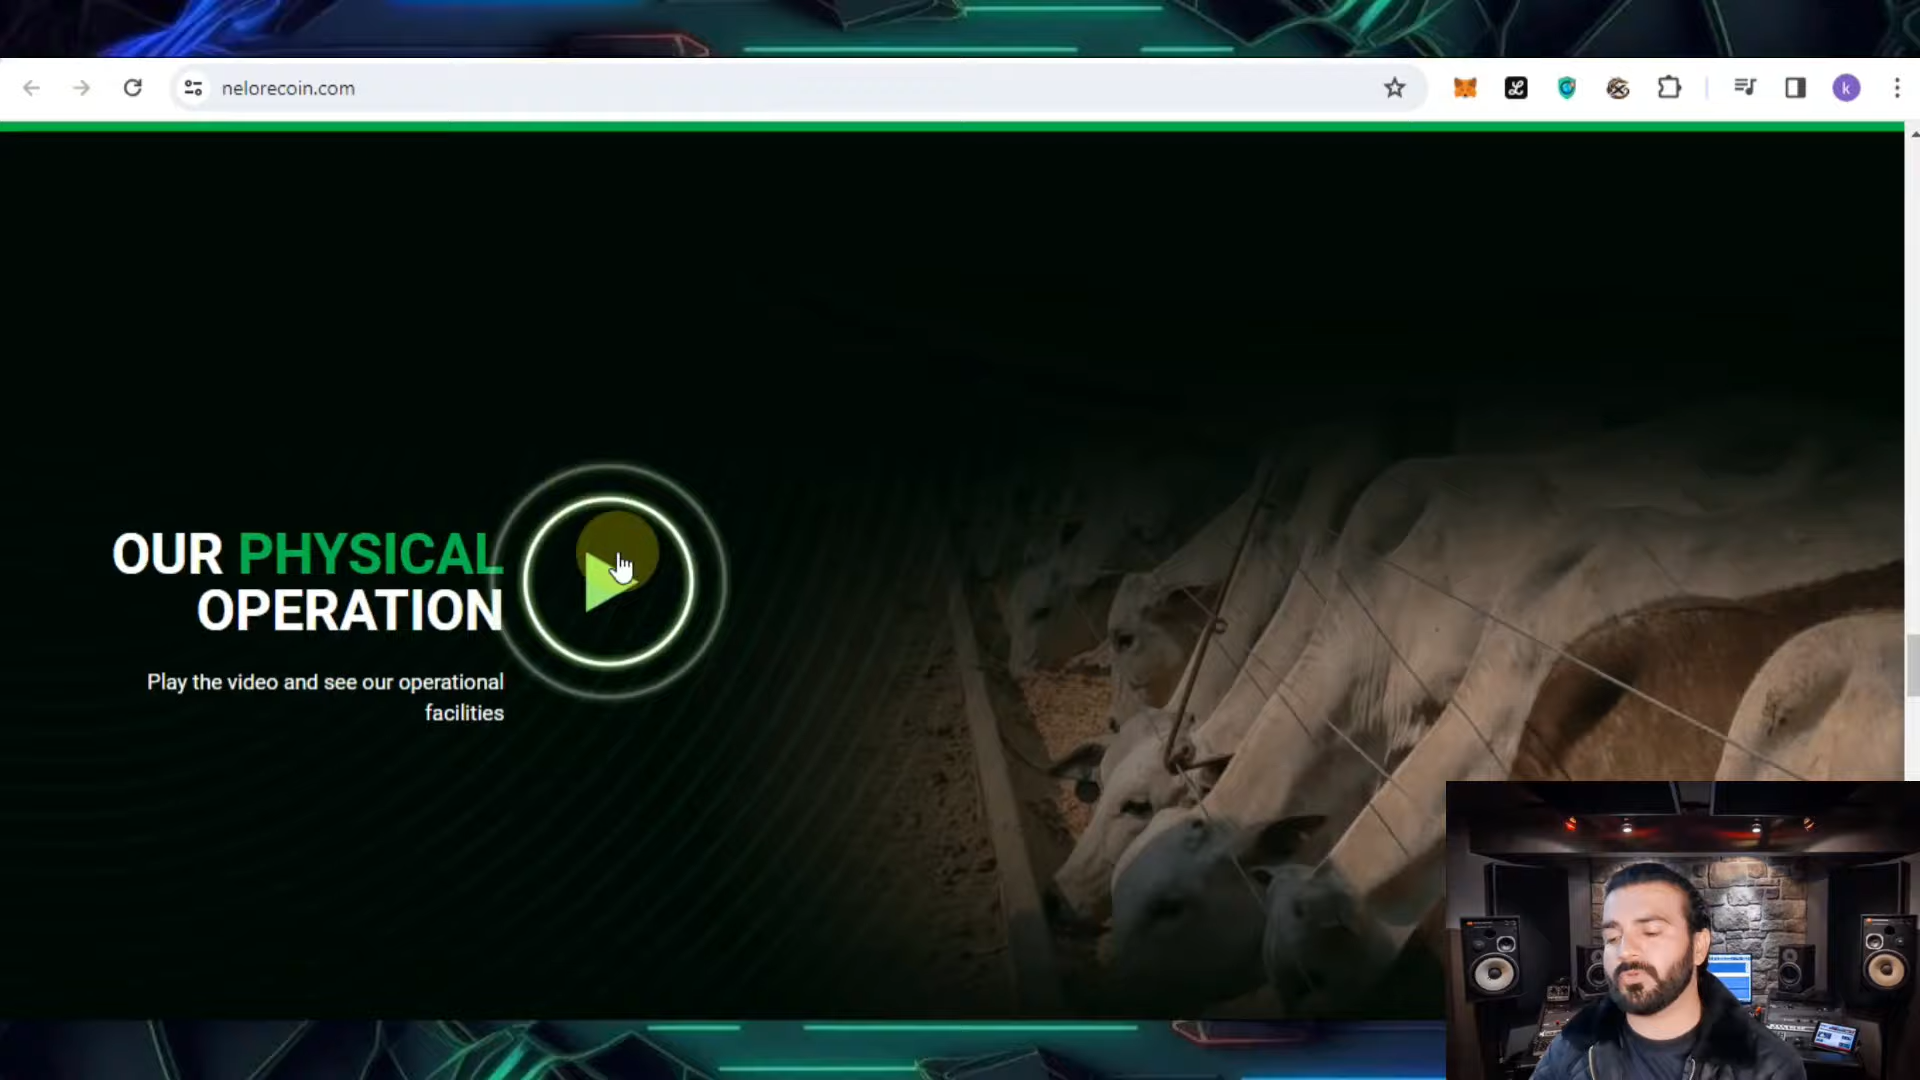 nelorecoin.com
k
OUR PHYSICAL
OPERATION
Play the video and see our operational
facilities